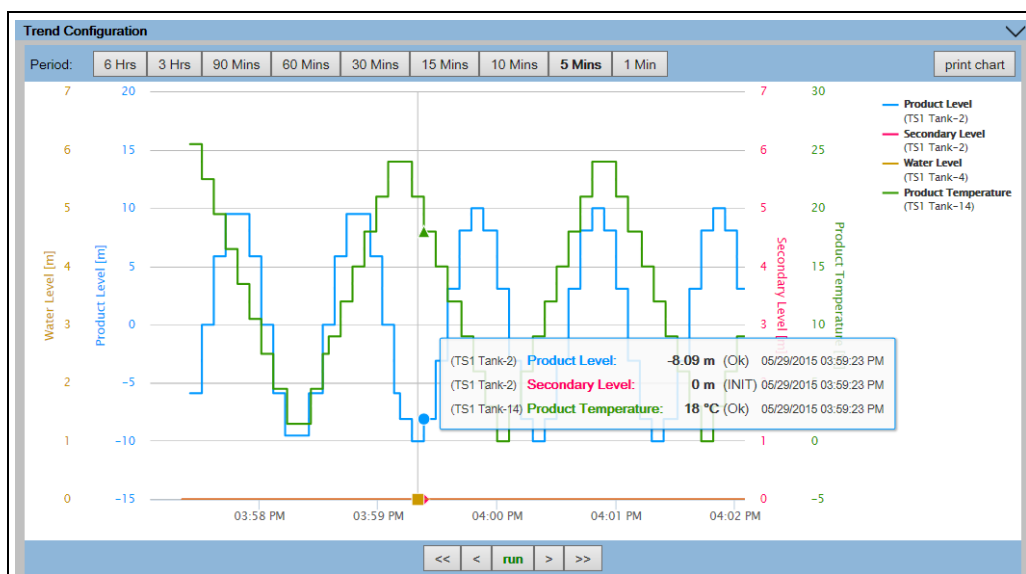 Trend Configuration
Period: 6 Hrs 3 Hrs 90 Mins 60 Mins 30 Mins 15 Mins 10 Mins 5 Mins 1 Min print chart
7 20 7 30
6 15 6 25
5 10 5 20
4 5 4 15
3 0 3 10
2 -5
1 -10 1 0
0 -15 0 -5
Water Level [m]
Product Level [m]
Secondary Level
Product Temperature
Product Level
(TS1 Tank-2)
Secondary Level
(TS1 Tank-2)
Water Level
(TS1 Tank-4)
Product Temperature
(TS1 Tank-14)
(TS1 Tank-2) Product Level: -8.09 m (Ok) 05/29/2015 03:59:23 PM
(TS1 Tank-2) Secondary Level: 0 m (INIT) 05/29/2015 03:59:23 PM
(TS1 Tank-14) Product Temperature: 18 °C (Ok) 05/29/2015 03:59:23 PM
03:58 PM 03:59 PM 04:00 PM 04:01 PM 04:02 PM
<< < run > >>